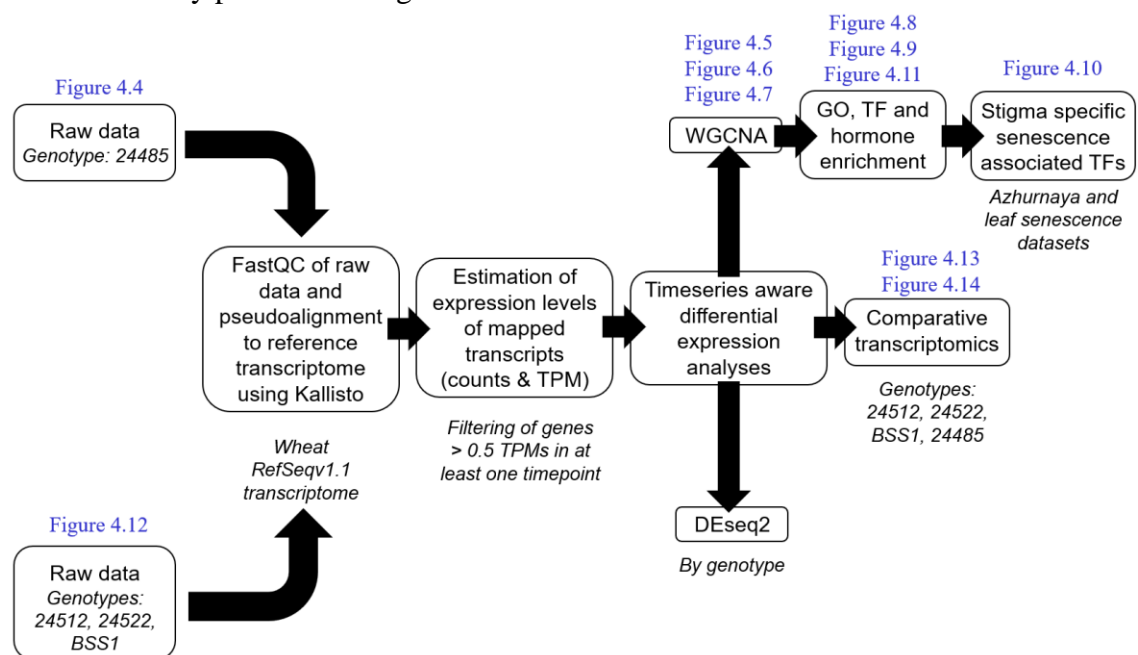 Figure 4.4
Raw data
Genotype: 24485
FastQC of raw
data and
pseudoalignment
to reference
transcriptome
using Kallisto
Wheat
RefSeqv1.1
transcriptome
Figure 4.12
Raw data
Genotypes:
24512, 24522,
BSS1
Estimation of
expression levels
of mapped
transcripts
(counts & TPM)
Filtering of genes
> 0.5 TPMs in at
least one timepoint
Timeseries aware
differential
expression
analyses
Figure 4.5
Figure 4.6
Figure 4.7
WGCNA
Figure 4.8
Figure 4.9
Figure 4.11
GO, TF and
hormone
enrichment
Figure 4.10
Stigma specific
senescence
associated TFs
Azhurnaya and
leaf senescence
datasets
Figure 4.13
Figure 4.14
Comparative
transcriptomics
Genotypes:
24512, 24522,
BSS1, 24485
DEseq2
By genotype